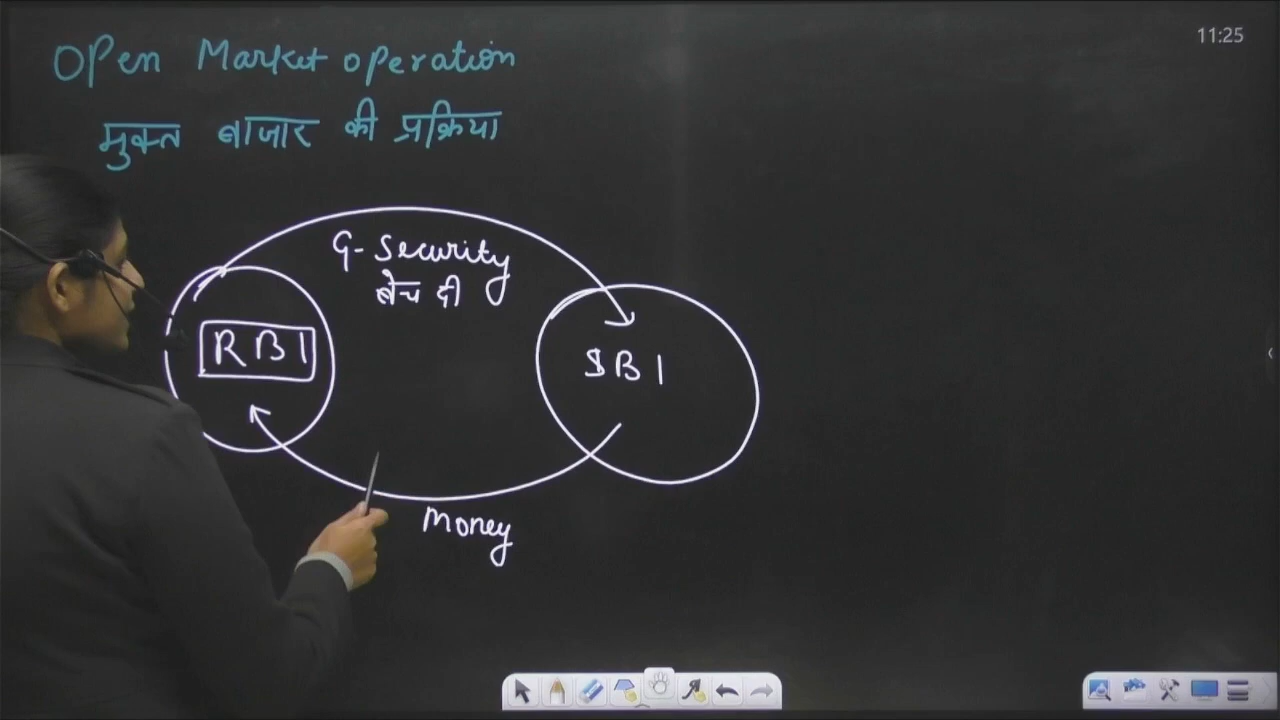 Open Market operation
मुक्त बाजार की प्रक्रिया
11:25
G- Security
बेच दी
RBI
SBI
Money